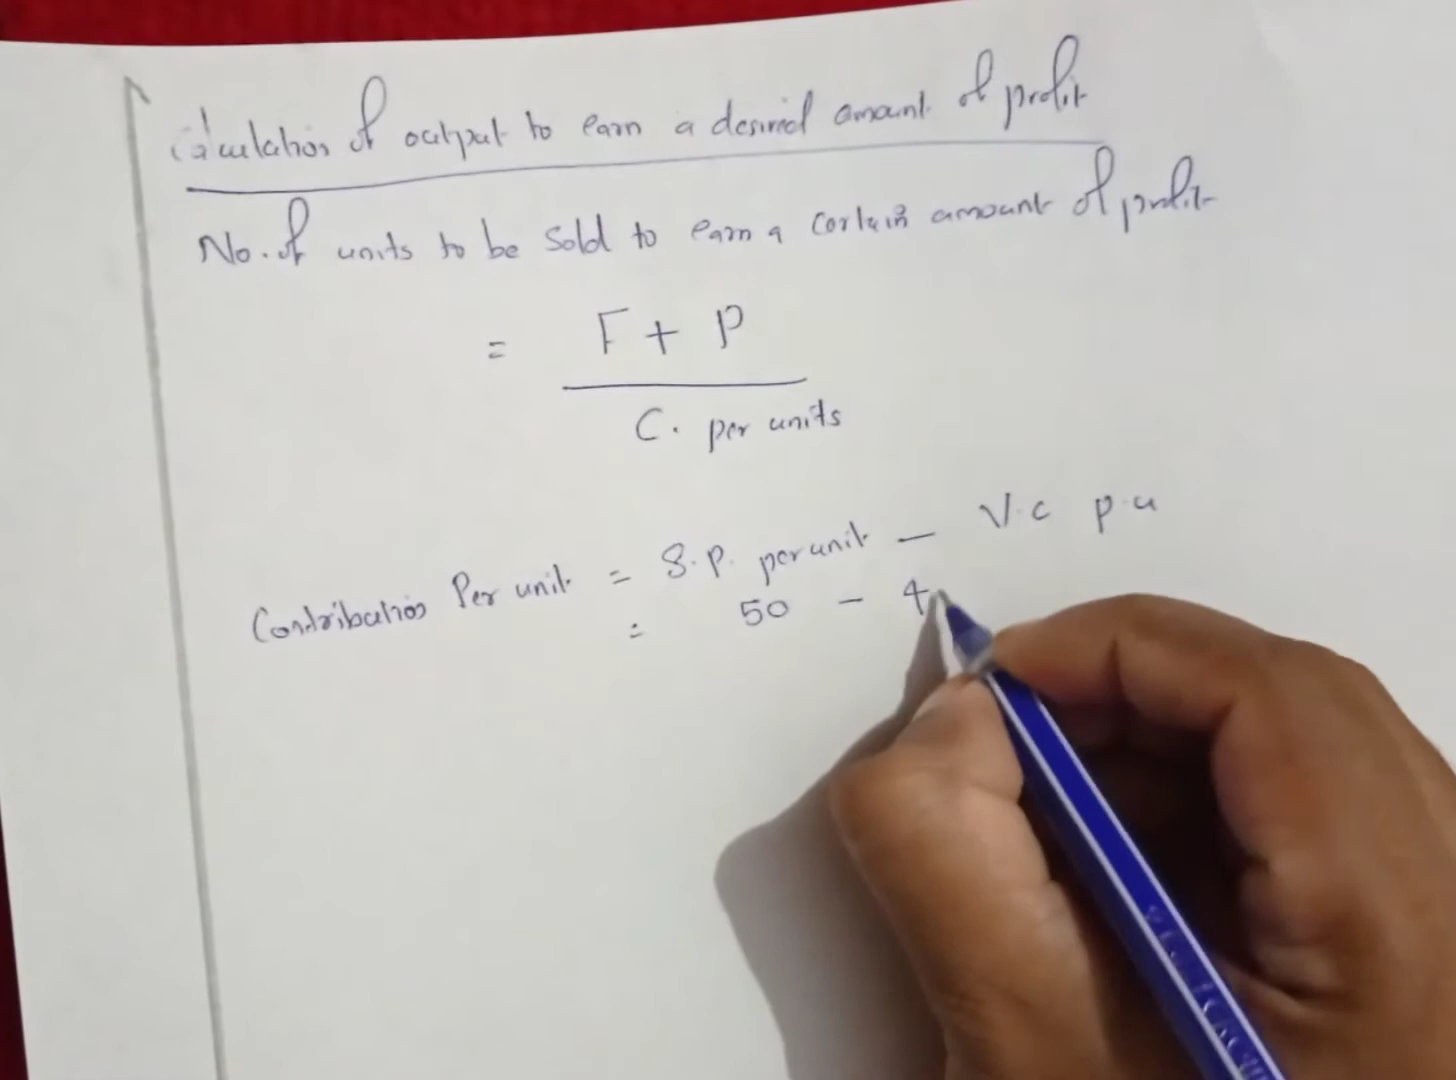 Calculation of output to earn a desired amount of profit
No. of units to be sold to earn a certain amount of profit
= F + P
C. per units
Contribution Per unit = S.P. per unit — V.C p.u
= 50 - 4